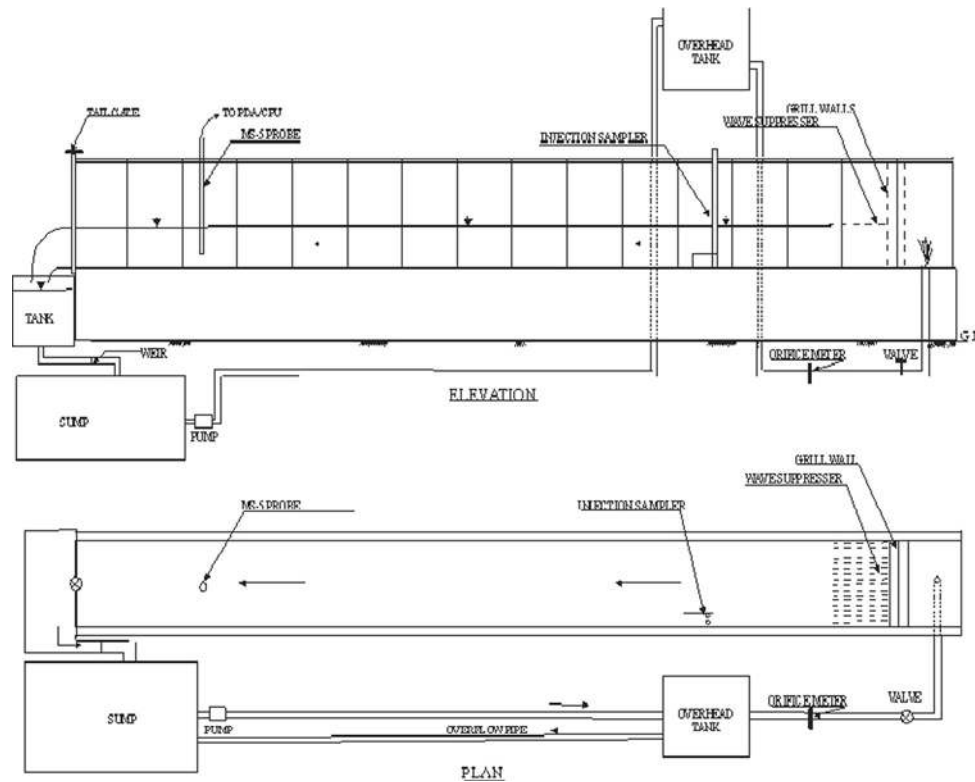 OVERHEAD
TANK
TAILGATE
TO PDA/CPU
MS-5 PROBE
INJECTION SAMPLER
GRILL WALLS
WAVE SUPPRESSER
TANK
WEIR
SUMP
PUMP
ORIFICE METER
VALVE
ELEVATION
GRILL WALL
WAVE SUPPRESSER
MS-5 PROBE
INJECTION SAMPLER
SUMP
PUMP
OVERFLOW PIPE
OVERHEAD
TANK
ORIFICE METER
VALVE
PLAN